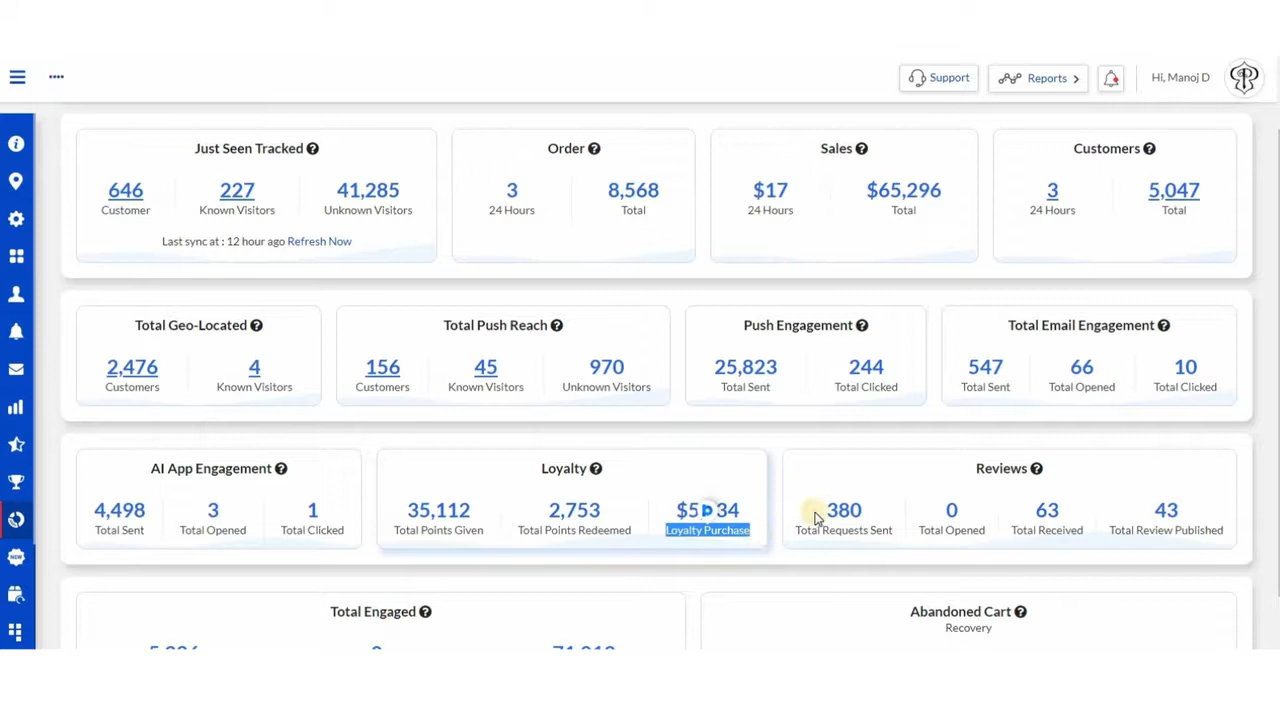 Support
Reports
Hi, Manoj D
Just Seen Tracked
646
227
41,285
Customer
Known Visitors
Unknown Visitors
Last sync at : 12 hour ago Refresh Now
Order
3
8,568
24 Hours
Total
Sales
$17
$65,296
24 Hours
Total
Customers
3
5,047
24 Hours
Total
Total Geo-Located
2,476
4
Customers
Known Visitors
Total Push Reach
156
45
970
Customers
Known Visitors
Unknown Visitors
Push Engagement
25,823
244
Total Sent
Total Clicked
Total Email Engagement
547
66
10
Total Sent
Total Opened
Total Clicked
AI App Engagement
4,498
3
1
Total Sent
Total Opened
Total Clicked
Loyalty
35,112
2,753
Total Points Given
Total Points Redeemed
Loyalty Purchase
Reviews
380
0
63
43
Total Requests Sent
Total Opened
Total Received
Total Review Published
NEW
Total Engaged
Abandoned Cart
Recovery